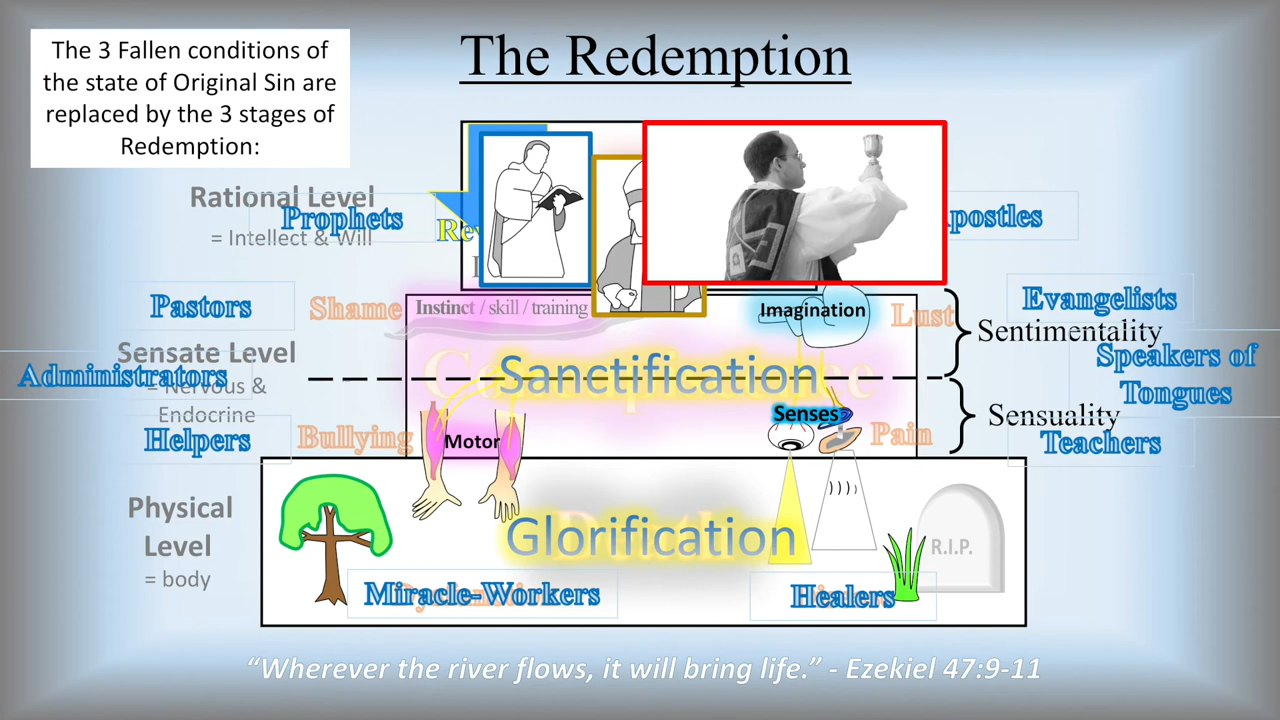 The 3 Fallen conditions of
the state of Original Sin are
replaced by the 3 stages of
Redemption:
The Redemption
Rational Level
= Intellect & Will
Prophets
Apostles
Pastors
Shame
Instinct / skill / training
Imagination
Lust
Evangelists
Sentimentality
Sensate Level
= Nervous &
Endocrine
Administrators
Sanctification
Speakers of
Tongues
Helpers
Bullying
Motor
Senses
Pain
Sensuality
Teachers
Physical
Level
= body
Glorification
R.I.P.
Miracle-Workers
Healers
“Wherever the river flows, it will bring life.” - Ezekiel 47:9-11